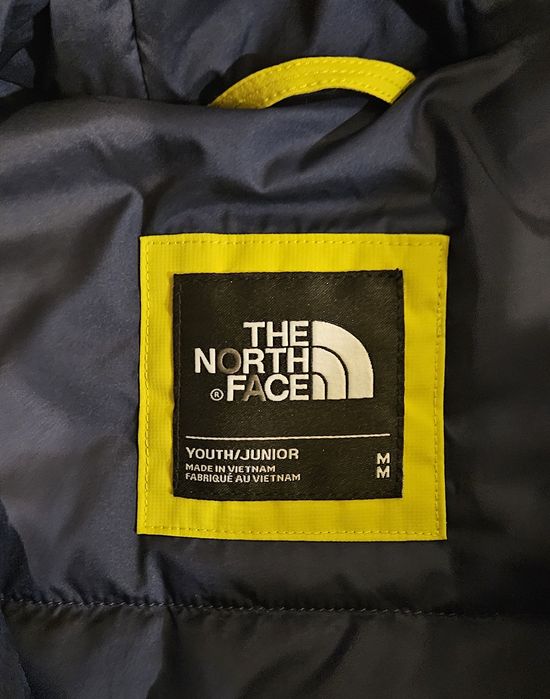 THE
NORTH
® FACE
YOUTH/JUNIOR M
MADE IN VIETNAM M
FABRIQUÉ AU VIETNAM